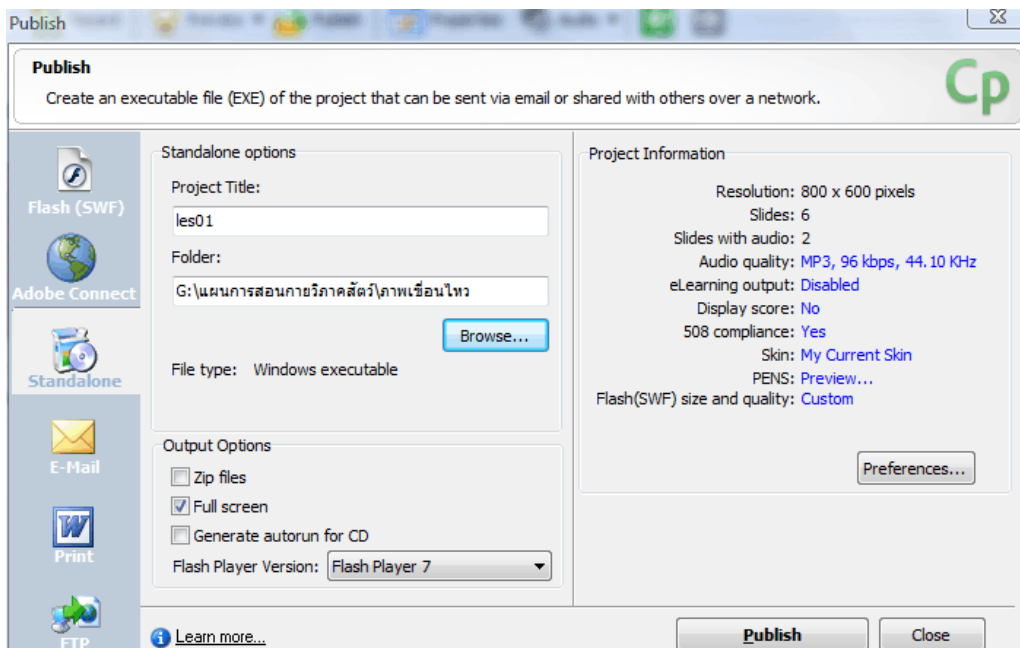 Publish
Publish
Create an executable file (EXE) of the project that can be sent via email or shared with others over a network.
Cp
Flash (SWF)
Adobe Connect
Standalone
E-Mail
Print
FTP
Standalone options
Project Title:
les01
Folder:
G:\แผนการสอนกายวิภาคสัตว์\ภาพเขื่อนไหว
Browse...
File type: Windows executable
Output Options
Zip files
Full screen
Generate autorun for CD
Flash Player Version: Flash Player 7
Project Information
Resolution: 800 x 600 pixels
Slides: 6
Slides with audio: 2
Audio quality: MP3, 96 kbps, 44.10 KHz
eLearning output: Disabled
Display score: No
508 compliance: Yes
Skin: My Current Skin
PENS: Preview...
Flash(SWF) size and quality: Custom
Preferences...
Learn more...
Publish
Close